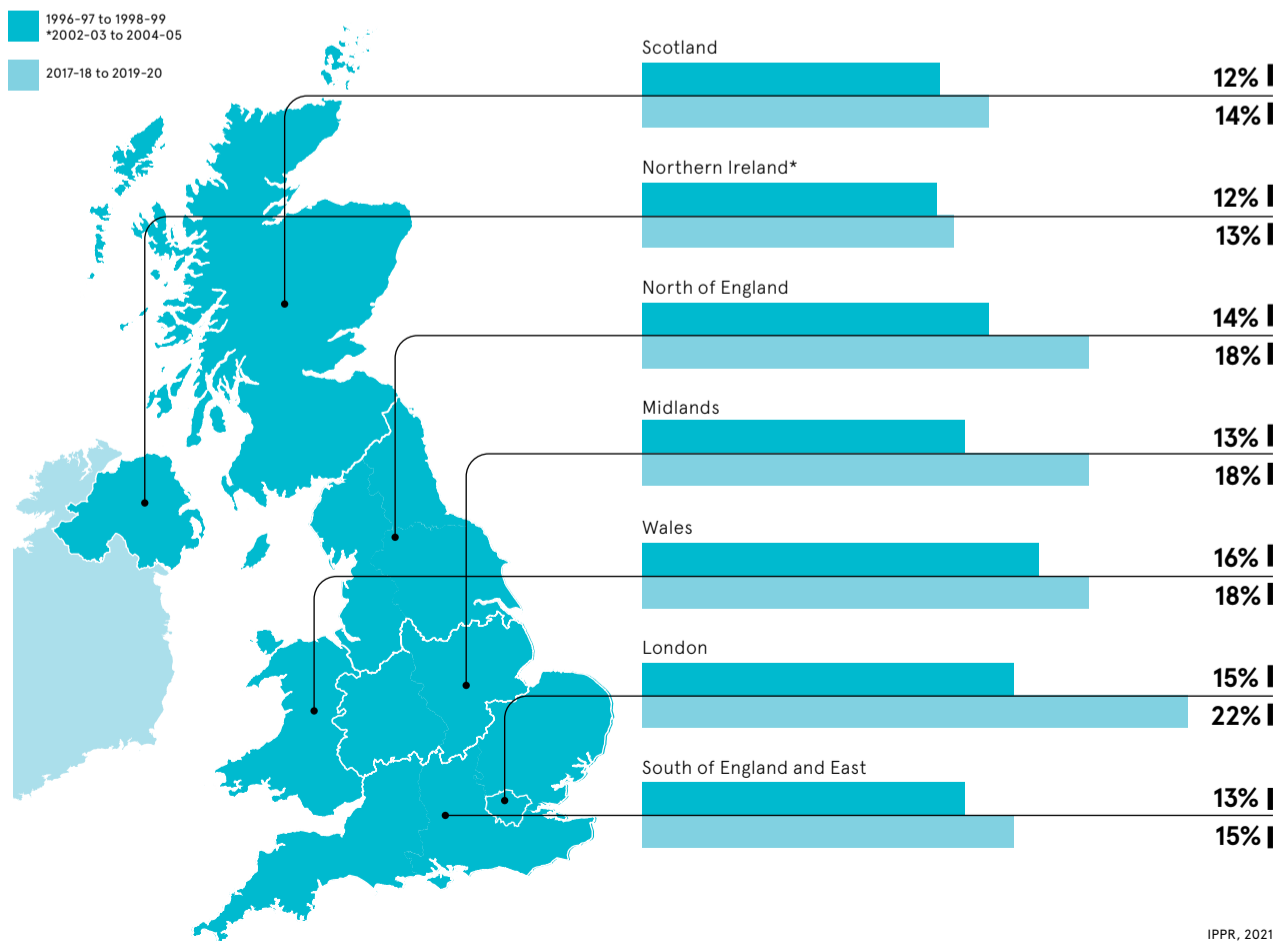 1996-97 to 1998-99
*2002-03 to 2004-05
2017-18 to 2019-20
Scotland
12%
14%
Northern Ireland*
12%
13%
North of England
14%
18%
Midlands
13%
18%
Wales
16%
18%
London
15%
22%
South of England and East
13%
15%
IPPR, 2021